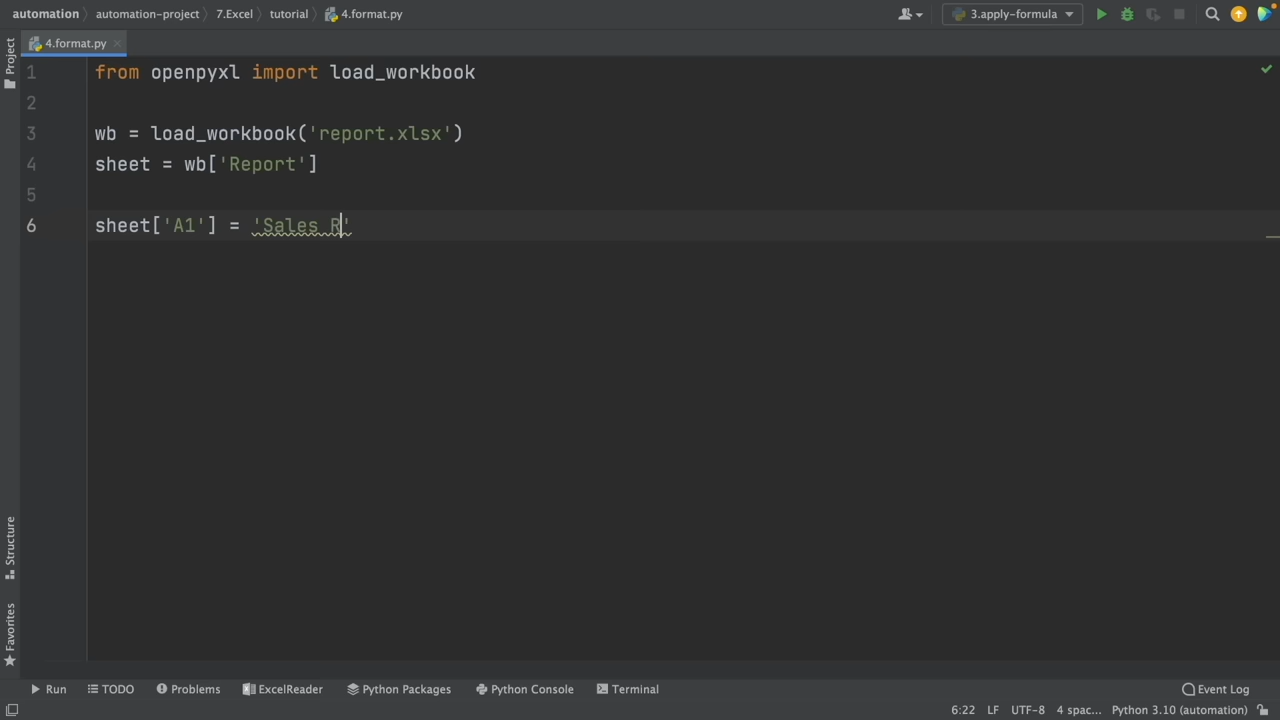 automation automation-project 7.Excel tutorial 4.format.py 3.apply-formula
4.format.py
Project
1 from openpyxl import load_workbook
2
3 wb = load_workbook('report.xlsx')
4 sheet = wb['Report']
5
6 sheet['A1'] = 'Sales R'
Structure
Favorites
Run TODO Problems ExcelReader Python Packages Python Console Terminal Event Log
6:22 LF UTF-8 4 spac... Python 3.10 (automation)